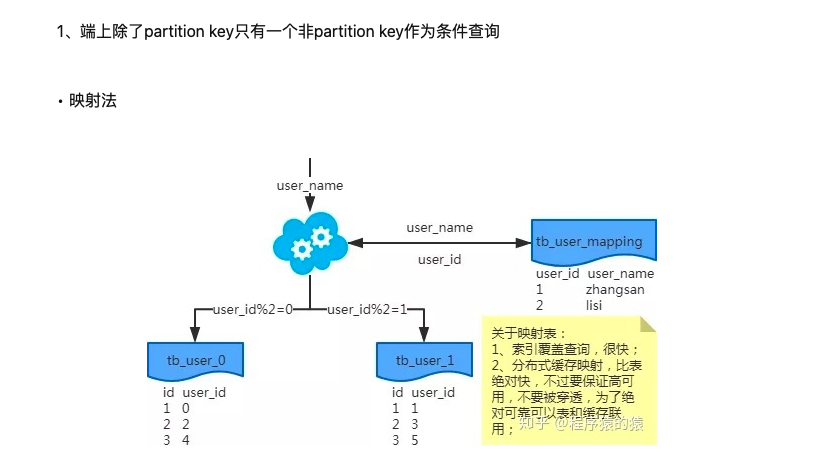 1、端上除了partition key只有一个非partition key作为条件查询
• 映射法
user_name
user_name
user_id
tb_user_mapping
user_id user_name
1 zhangsan
2 lisi
user_id%2=0
user_id%2=1
tb_user_0
id user_id
1 0
2 2
3 4
tb_user_1
id user_id
1 1
2 3
3 5
关于映射表：
1、索引覆盖查询，很快；
2、分布式缓存映射，比表
绝对快，不过要保证高可
用，不要被穿透，为了绝
对可靠可以表和缓存联
用；
知乎 @程序猿的猿